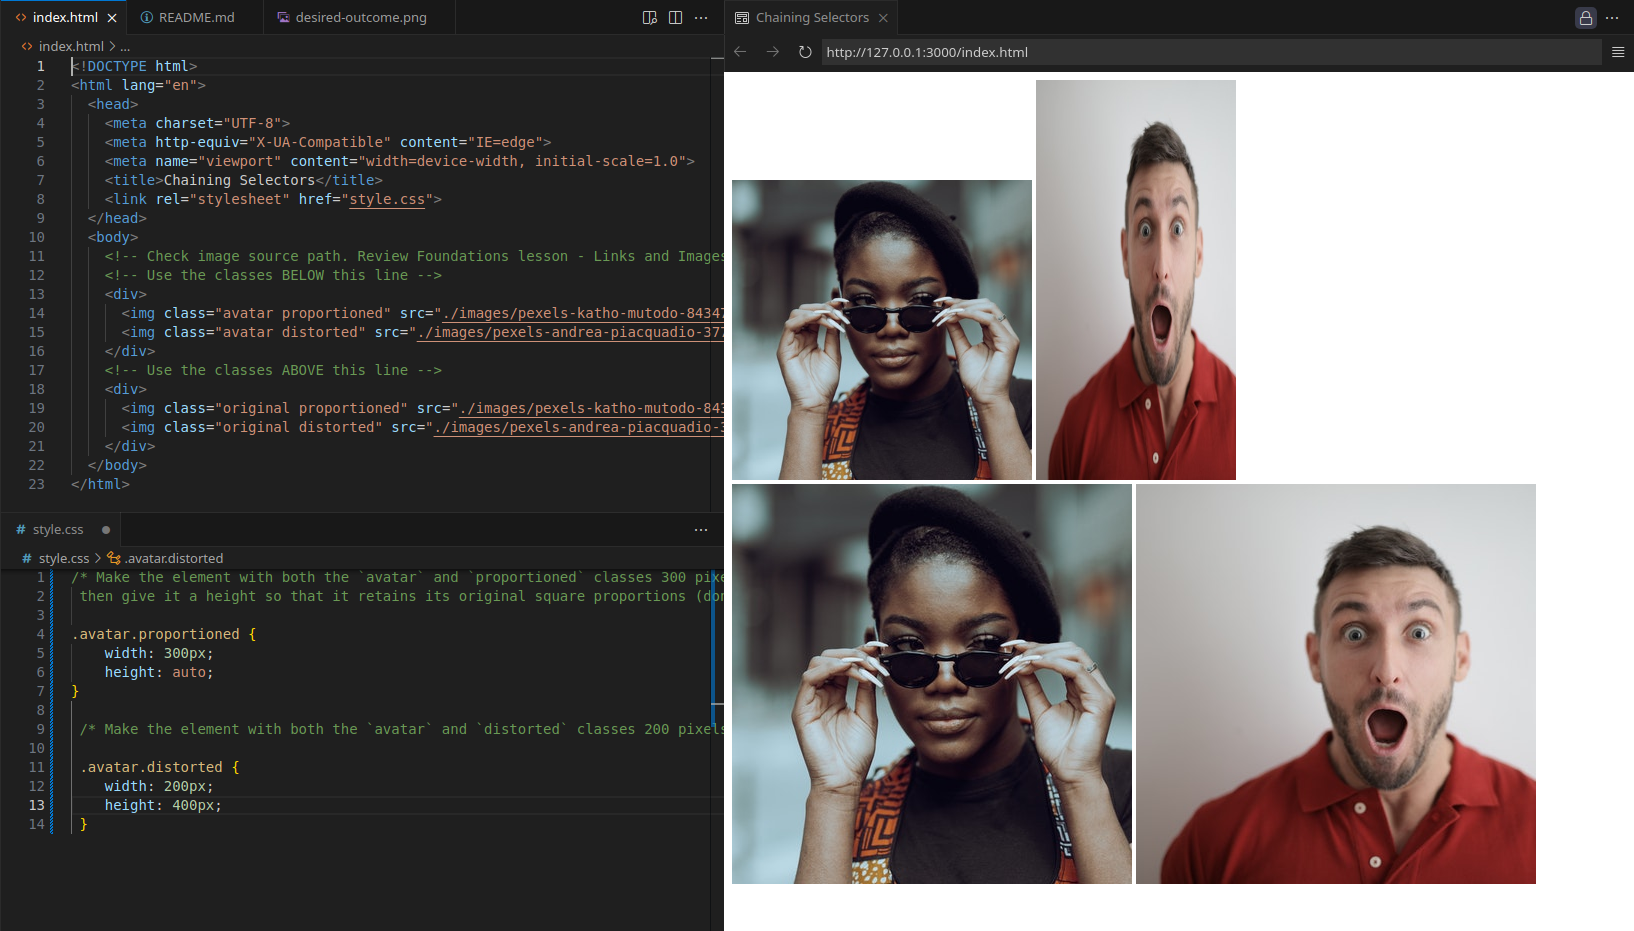 index.html
README.md
desired-outcome.png
index.html > ...
1 <!DOCTYPE html>
2 <html lang="en">
3 <head>
4 <meta charset="UTF-8">
5 <meta http-equiv="X-UA-Compatible" content="IE=edge">
6 <meta name="viewport" content="width=device-width, initial-scale=1.0">
7 <title>Chaining Selectors</title>
8 <link rel="stylesheet" href="style.css">
9 </head>
10 <body>
11 <!-- Check image source path. Review Foundations lesson - Links and Images
12 <!-- Use the classes BELOW this line -->
13 <div>
14 <img class="avatar proportioned" src="./images/pexels-katho-mutodo-84347
15 <img class="avatar distorted" src="./images/pexels-andrea-piacquadio-377
16 </div>
17 <!-- Use the classes ABOVE this line -->
18 <div>
19 <img class="original proportioned" src="./images/pexels-katho-mutodo-843
20 <img class="original distorted" src="./images/pexels-andrea-piacquadio-3
21 </div>
22 </body>
23 </html>
# style.css
# style.css > .avatar.distorted
1 /* Make the element with both the `avatar` and `proportioned` classes 300 pixe
2 then give it a height so that it retains its original square proportions (don
3
4 .avatar.proportioned {
5 width: 300px;
6 height: auto;
7 }
8
9 /* Make the element with both the `avatar` and `distorted` classes 200 pixels
10
11 .avatar.distorted {
12 width: 200px;
13 height: 400px;
14 }
Chaining Selectors
http://127.0.0.1:3000/index.html